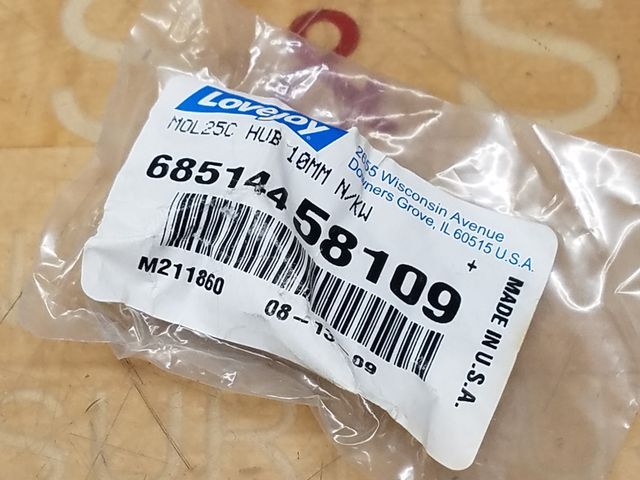 Lovejoy
MOL25C HUB 10MM N/KW
2655 Wisconsin Avenue
Downers Grove, IL 60515 U.S.A.
68514458109
M211860
MADE IN U.S.A.